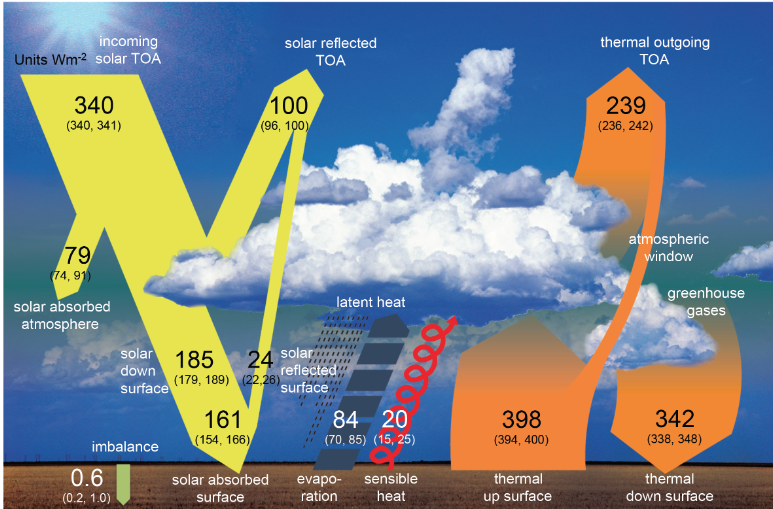 Units Wm-2
incoming
solar TOA
solar reflected
TOA
thermal outgoing
TOA
340
(340, 341)
100
(96, 100)
239
(236, 242)
79
(74, 91)
solar absorbed
atmosphere
atmospheric
window
greenhouse
gases
latent heat
solar
down
surface
185
(179, 189)
24
(22,26)
solar
reflected
surface
161
(154, 166)
84
(70, 85)
20
(15, 25)
398
(394, 400)
342
(338, 348)
imbalance
0.6
(0.2, 1.0)
solar absorbed
surface
evapo-
ration
sensible
heat
thermal
up surface
thermal
down surface